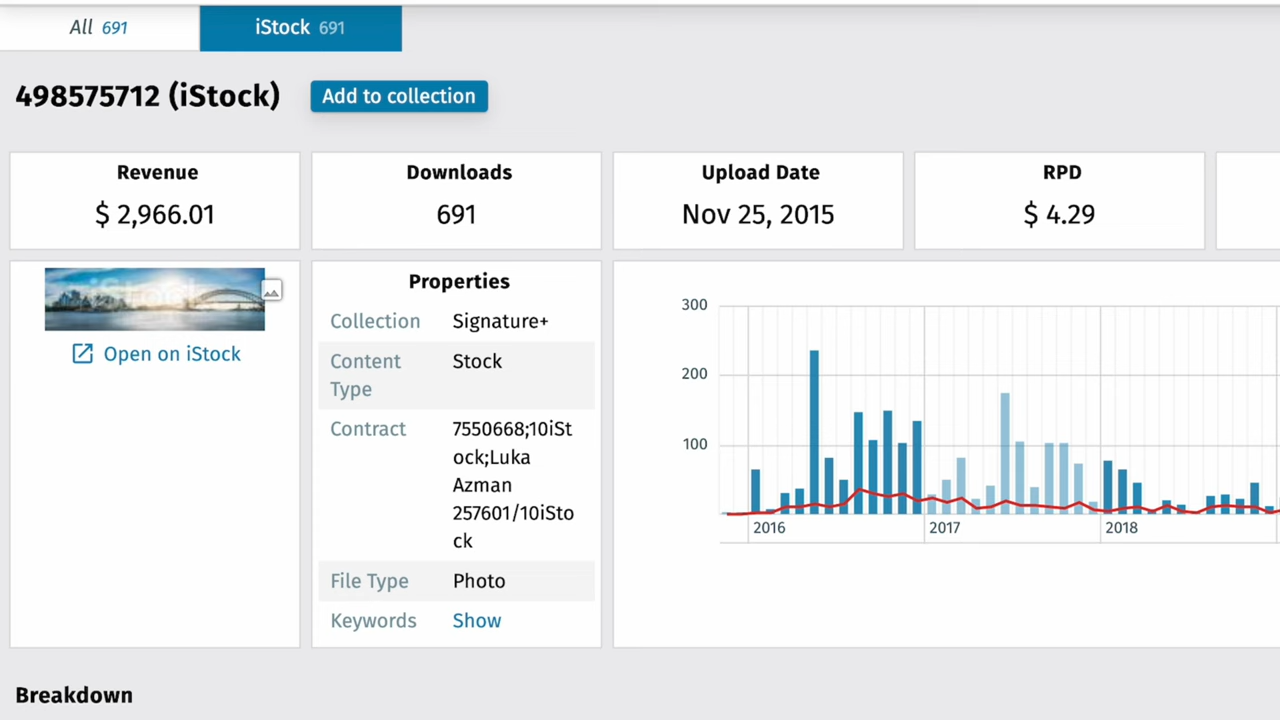 All 691
iStock 691
498575712 (iStock)
Add to collection
Revenue
$ 2,966.01
Downloads
691
Upload Date
Nov 25, 2015
RPD
$ 4.29
iStock
Open on iStock
Properties
Collection Signature+
Content Type Stock
Contract 7550668;10iSt
ock;Luka
Azman
257601/10iSto
ck
File Type Photo
Keywords Show
300
200
100
2016 2017 2018
Breakdown